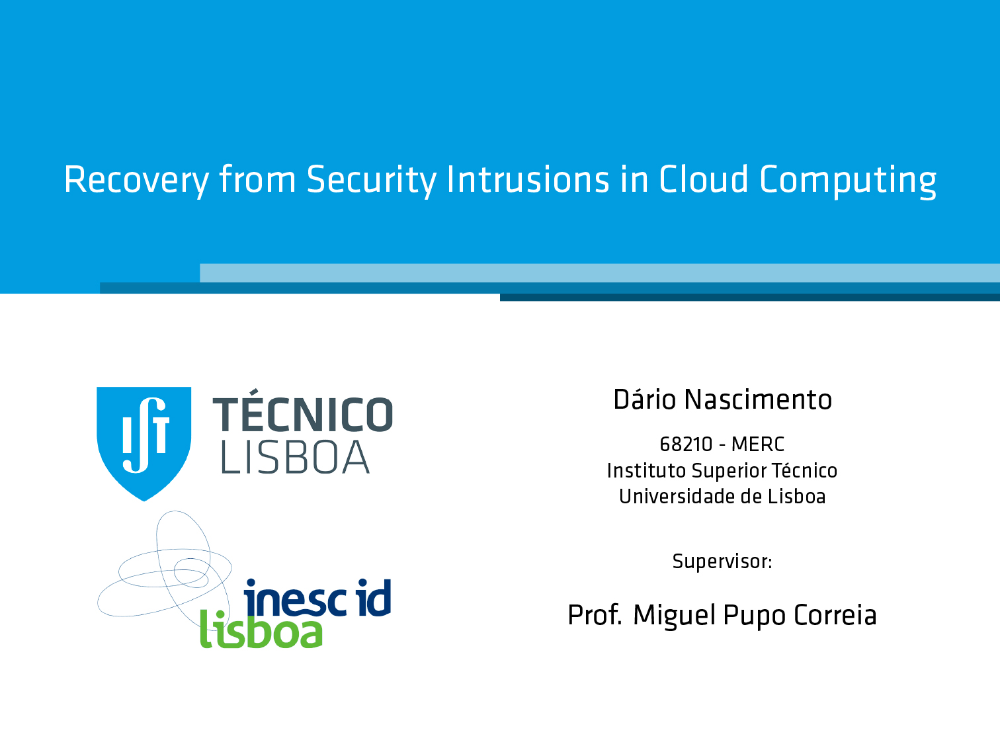 Recovery from Security Intrusions in Cloud Computing
TÉCNICO
LISBOA
inesc id
lisboa
Dário Nascimento
68210 - MERC
Instituto Superior Técnico
Universidade de Lisboa
Supervisor:
Prof. Miguel Pupo Correia